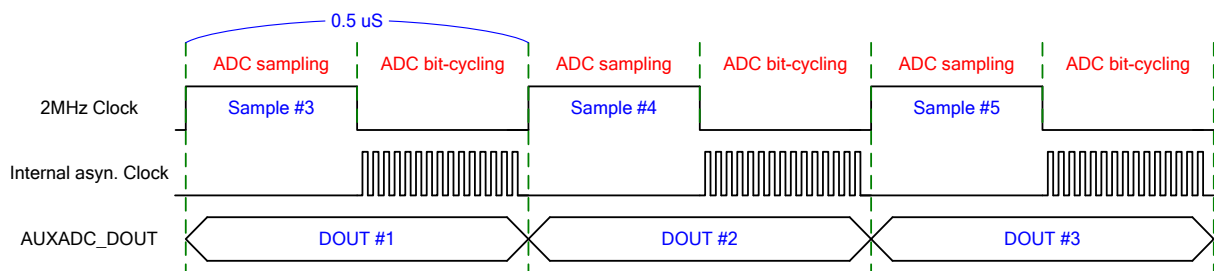 0.5 uS
ADC sampling ADC bit-cycling ADC sampling ADC bit-cycling ADC sampling ADC bit-cycling
2MHz Clock Sample #3 Sample #4 Sample #5
Internal asyn. Clock
AUXADC_DOUT DOUT #1 DOUT #2 DOUT #3